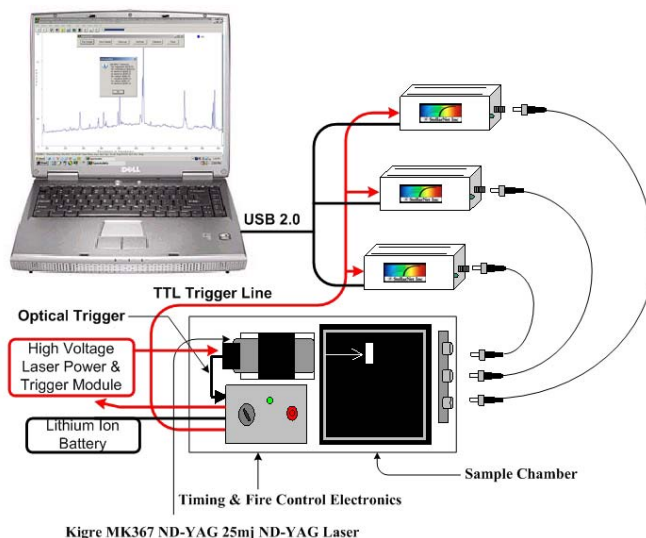 DELL
USB 2.0
TTL Trigger Line
Optical Trigger
High Voltage
Laser Power &
Trigger Module
Lithium Ion
Battery
Sample Chamber
Timing & Fire Control Electronics
Kigre MK367 ND-YAG 25mj ND-YAG Laser